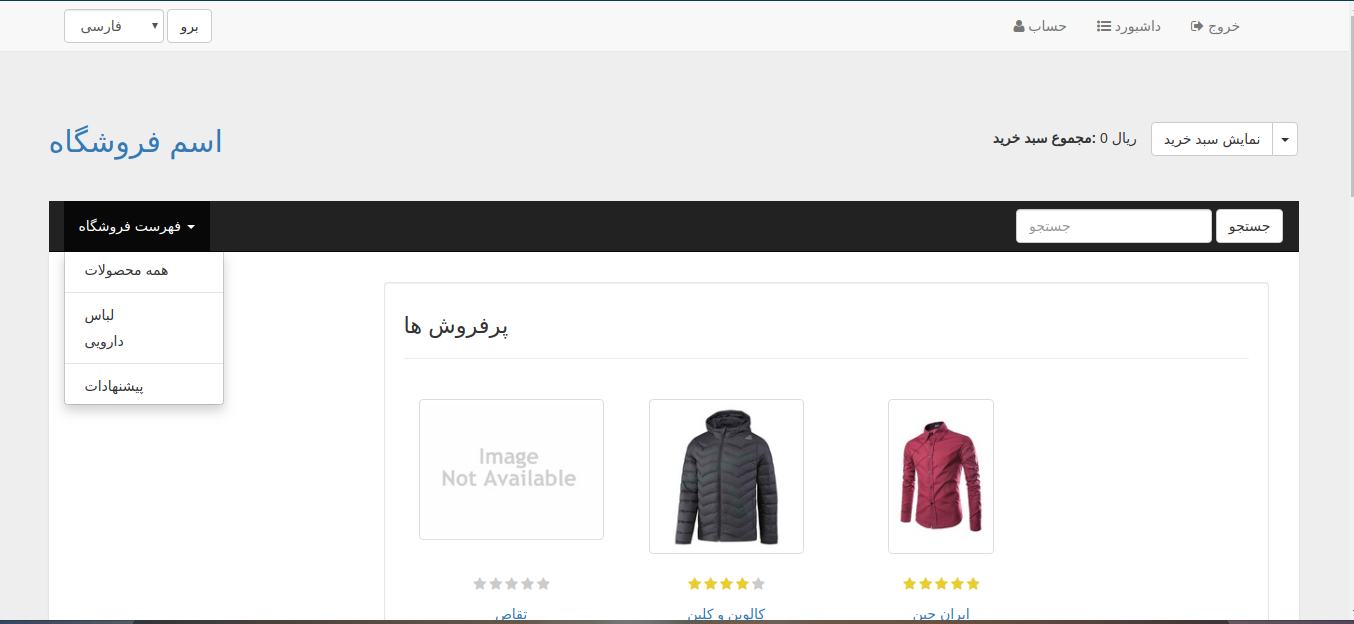 فارسی
برو
حساب
داشبورد
خروج
اسم فروشگاه
مجموع سبد خرید: 0 ریال
نمایش سبد خرید
فهرست فروشگاه
جستجو
جستجو
همه محصولات
لباس
دارویی
پیشنهادات
پرفروش ها
Image
Not Available
تقاص
کالوین و کلین
ایران جین